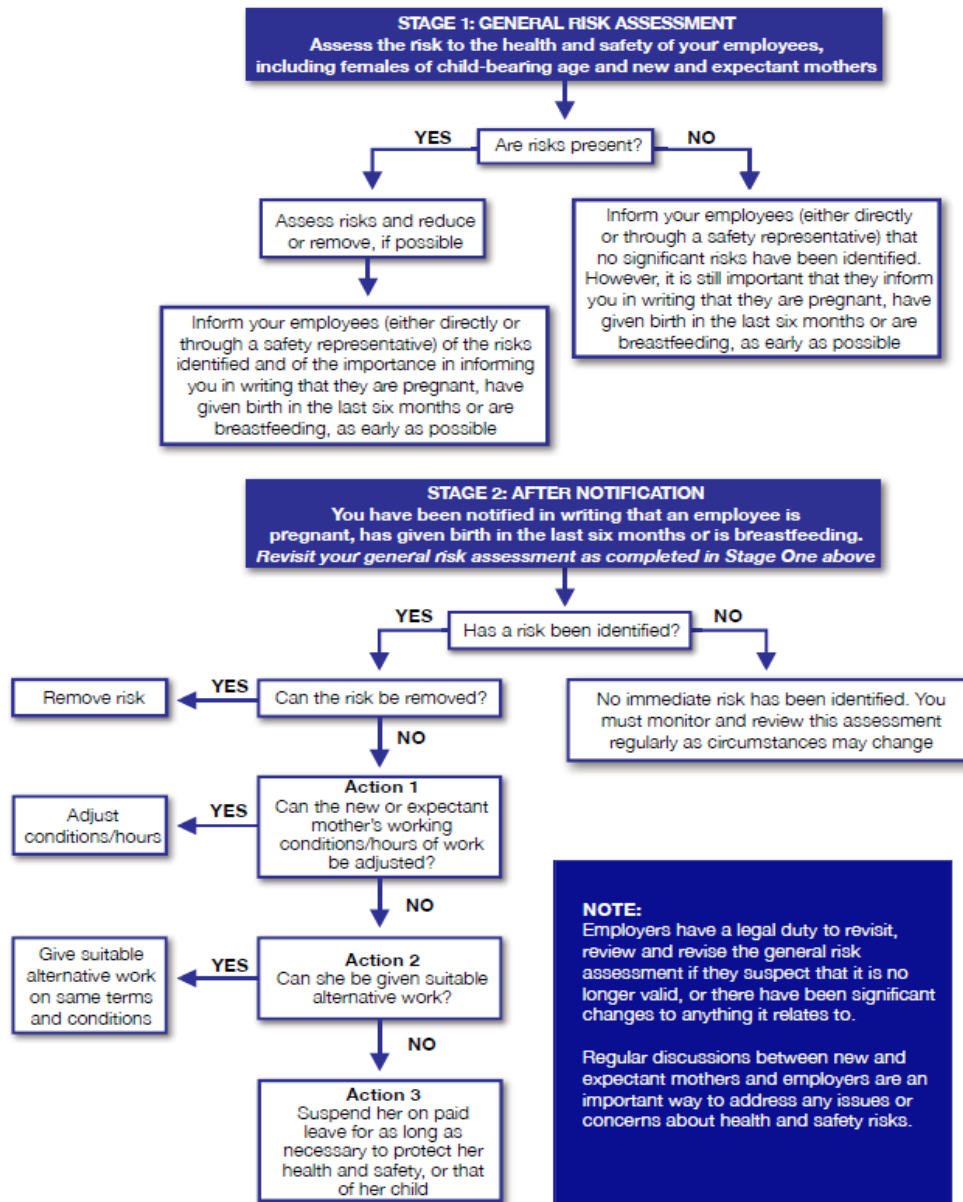 STAGE 1: GENERAL RISK ASSESSMENT
Assess the risk to the health and safety of your employees,
including females of child-bearing age and new and expectant mothers
YES
Are risks present?
NO
Assess risks and reduce
or remove, if possible
Inform your employees (either directly
or through a safety representative) that
no significant risks have been identified.
However, it is still important that they inform
you in writing that they are pregnant, have
given birth in the last six months or are
breastfeeding, as early as possible
Inform your employees (either directly or
through a safety representative) of the risks
identified and of the importance in informing
you in writing that they are pregnant, have
given birth in the last six months or are
breastfeeding, as early as possible
STAGE 2: AFTER NOTIFICATION
You have been notified in writing that an employee is
pregnant, has given birth in the last six months or is breastfeeding.
Revisit your general risk assessment as completed in Stage One above
YES
Has a risk been identified?
NO
Remove risk
YES
Can the risk be removed?
No immediate risk has been identified. You
must monitor and review this assessment
regularly as circumstances may change
NO
Adjust
conditions/hours
YES
Action 1
Can the new or expectant
mother's working
conditions/hours of work
be adjusted?
NO
Give suitable
alternative work
on same terms
and conditions
YES
Action 2
Can she be given suitable
alternative work?
NO
Action 3
Suspend her on paid
leave for as long as
necessary to protect her
health and safety, or that
of her child
NOTE:
Employers have a legal duty to revisit,
review and revise the general risk
assessment if they suspect that it is no
longer valid, or there have been significant
changes to anything it relates to.
Regular discussions between new and
expectant mothers and employers are an
important way to address any issues or
concerns about health and safety risks.